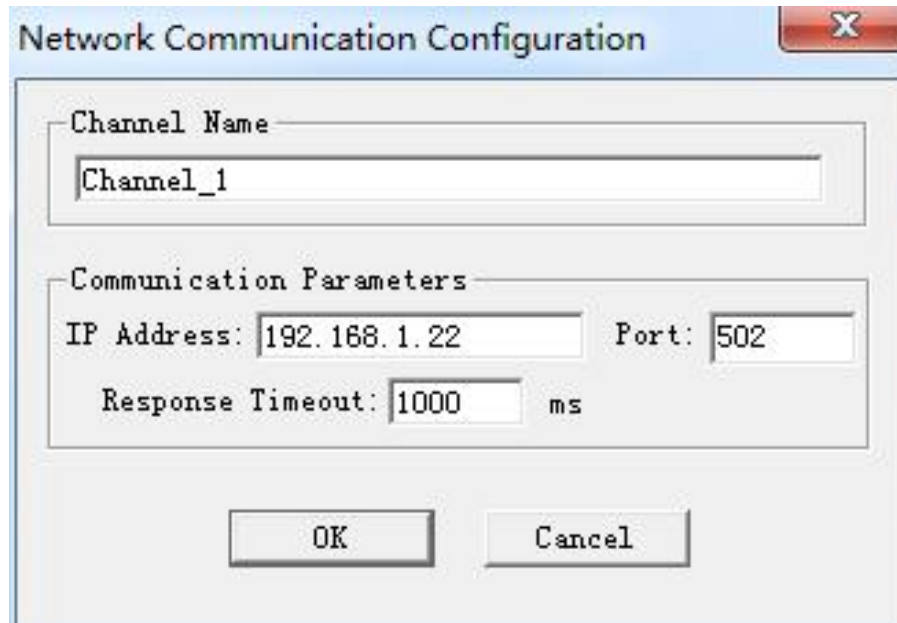 Network Communication Configuration
Channel Name
Channel_1
Communication Parameters
IP Address: 192.168.1.22 Port: 502
Response Timeout: 1000 ms
OK Cancel